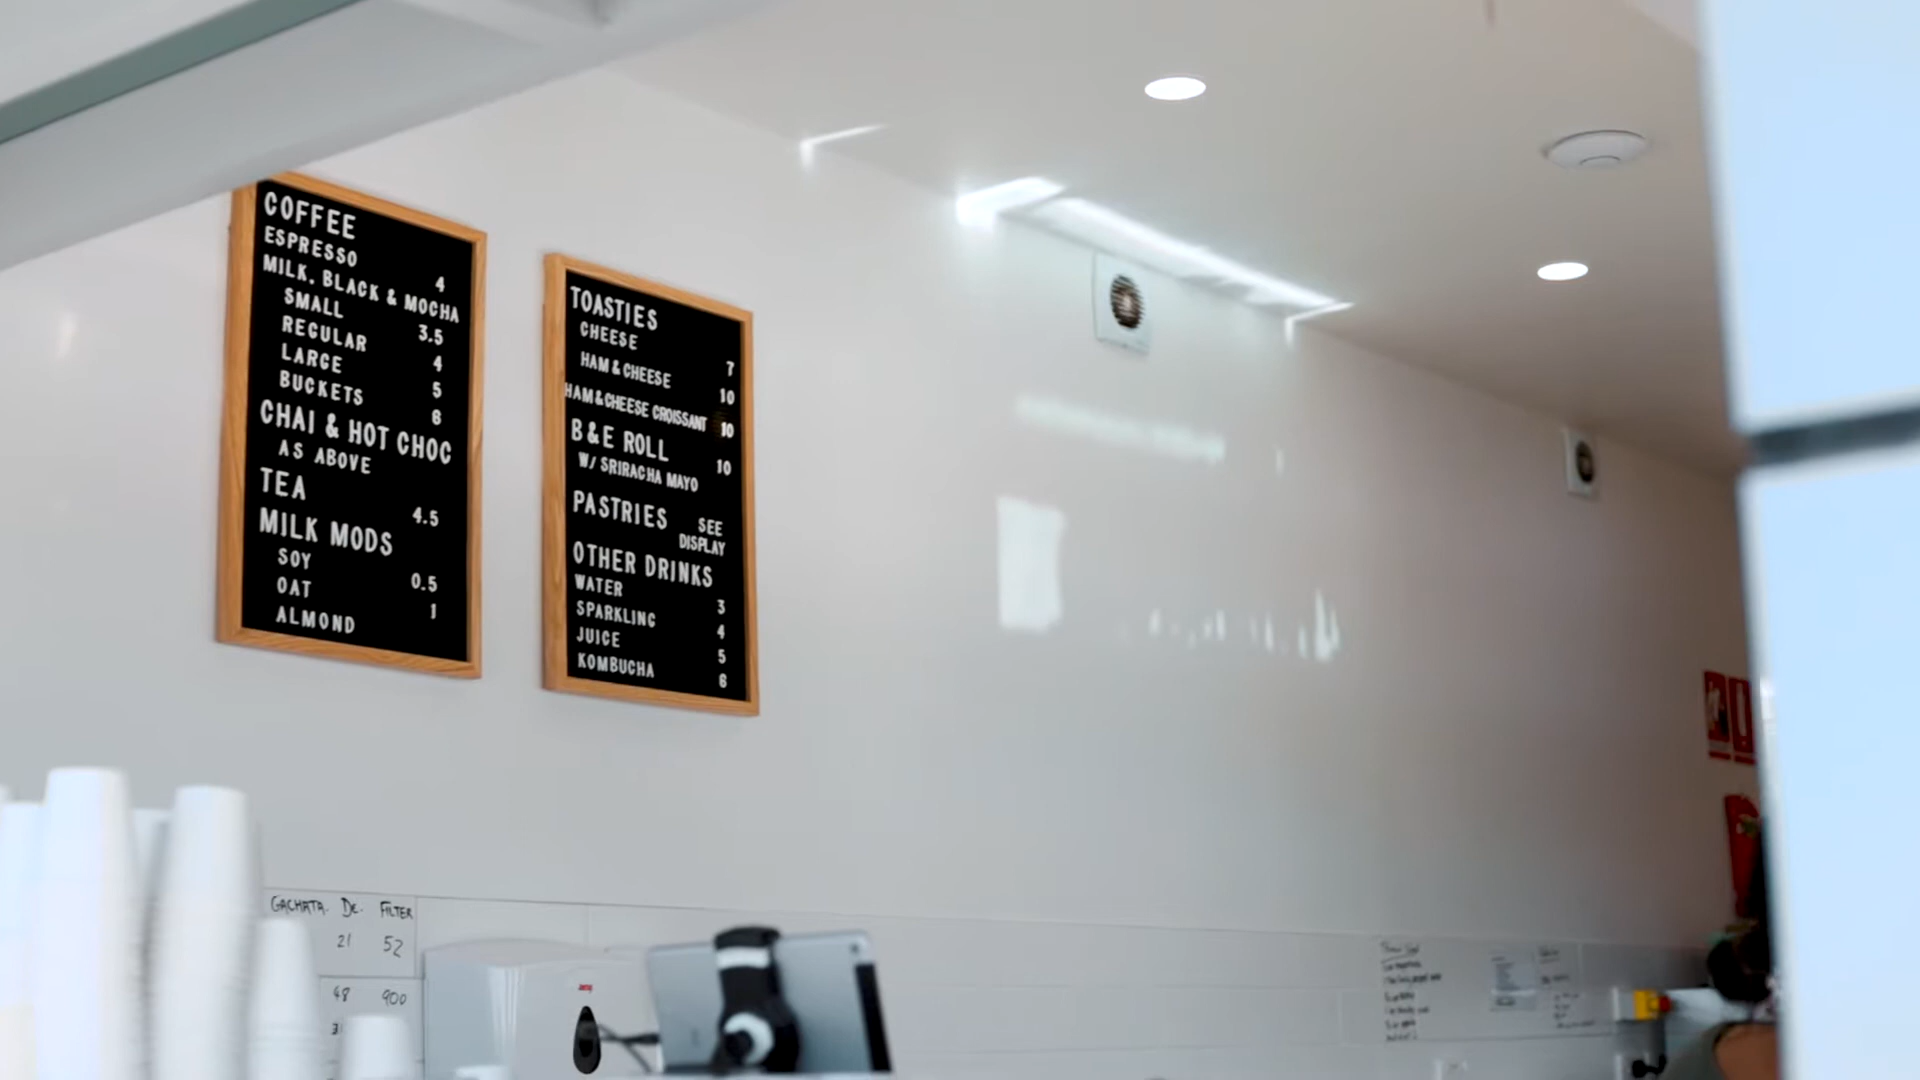 COFFEE
ESPRESSO 4
MILK, BLACK & MOCHA
SMALL 3.5
REGULAR 4
LARGE 5
BUCKETS 6
CHAI & HOT CHOC
AS ABOVE
TEA 4.5
MILK MODS
SOY 0.5
OAT 1
ALMOND
TOASTIES
CHEESE 7
HAM & CHEESE 10
HAM & CHEESE CROISSANT 10
B & E ROLL 10
W/ SRIRACHA MAYO
PASTRIES SEE
DISPLAY
OTHER DRINKS
WATER 3
SPARKLING 4
JUICE 5
KOMBUCHA 6
GACHATA. Dc. FILTER
21 52
48 900